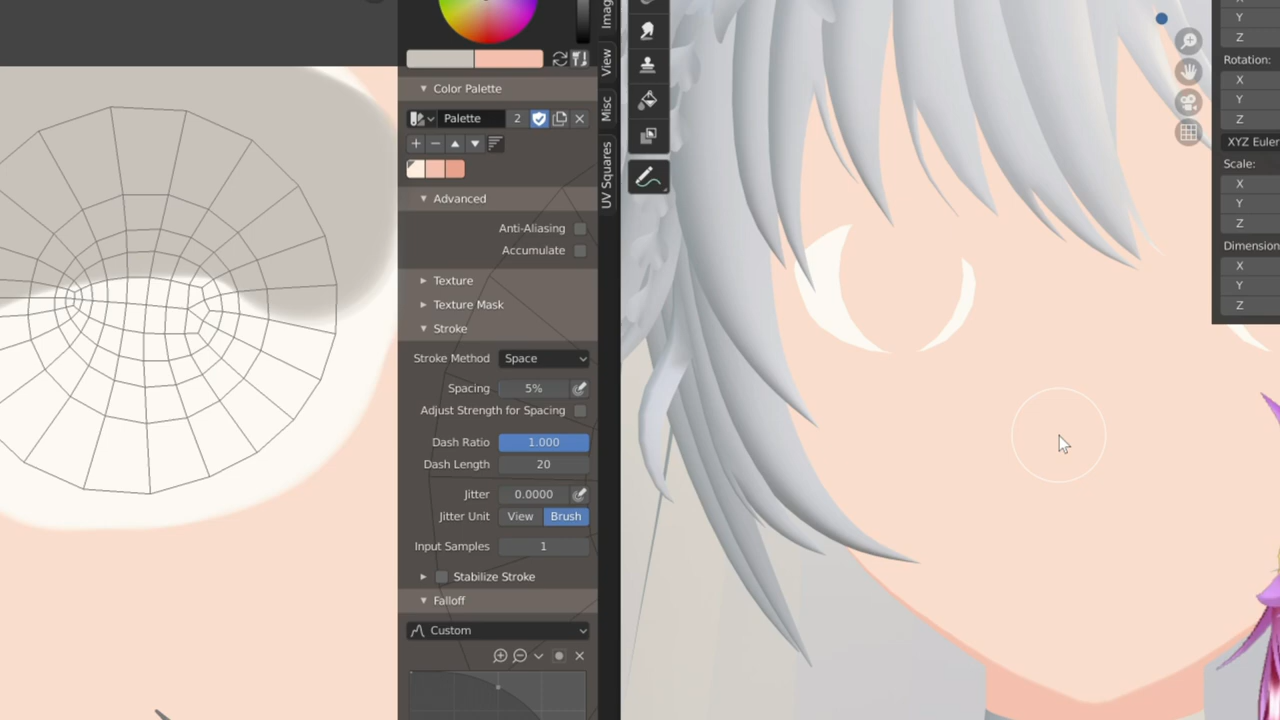 Color Palette
Palette 2
Advanced
Anti-Aliasing
Accumulate
Texture
Texture Mask
Stroke
Stroke Method Space
Spacing 5%
Adjust Strength for Spacing
Dash Ratio 1.000
Dash Length 20
Jitter 0.0000
Jitter Unit View Brush
Input Samples 1
Stabilize Stroke
Falloff
Custom
Imag
View
Misc
UV Squares
Y
Z
Rotation:
X
Y
Z
XYZ Euler
Scale:
X
Y
Z
Dimension
X
Y
Z